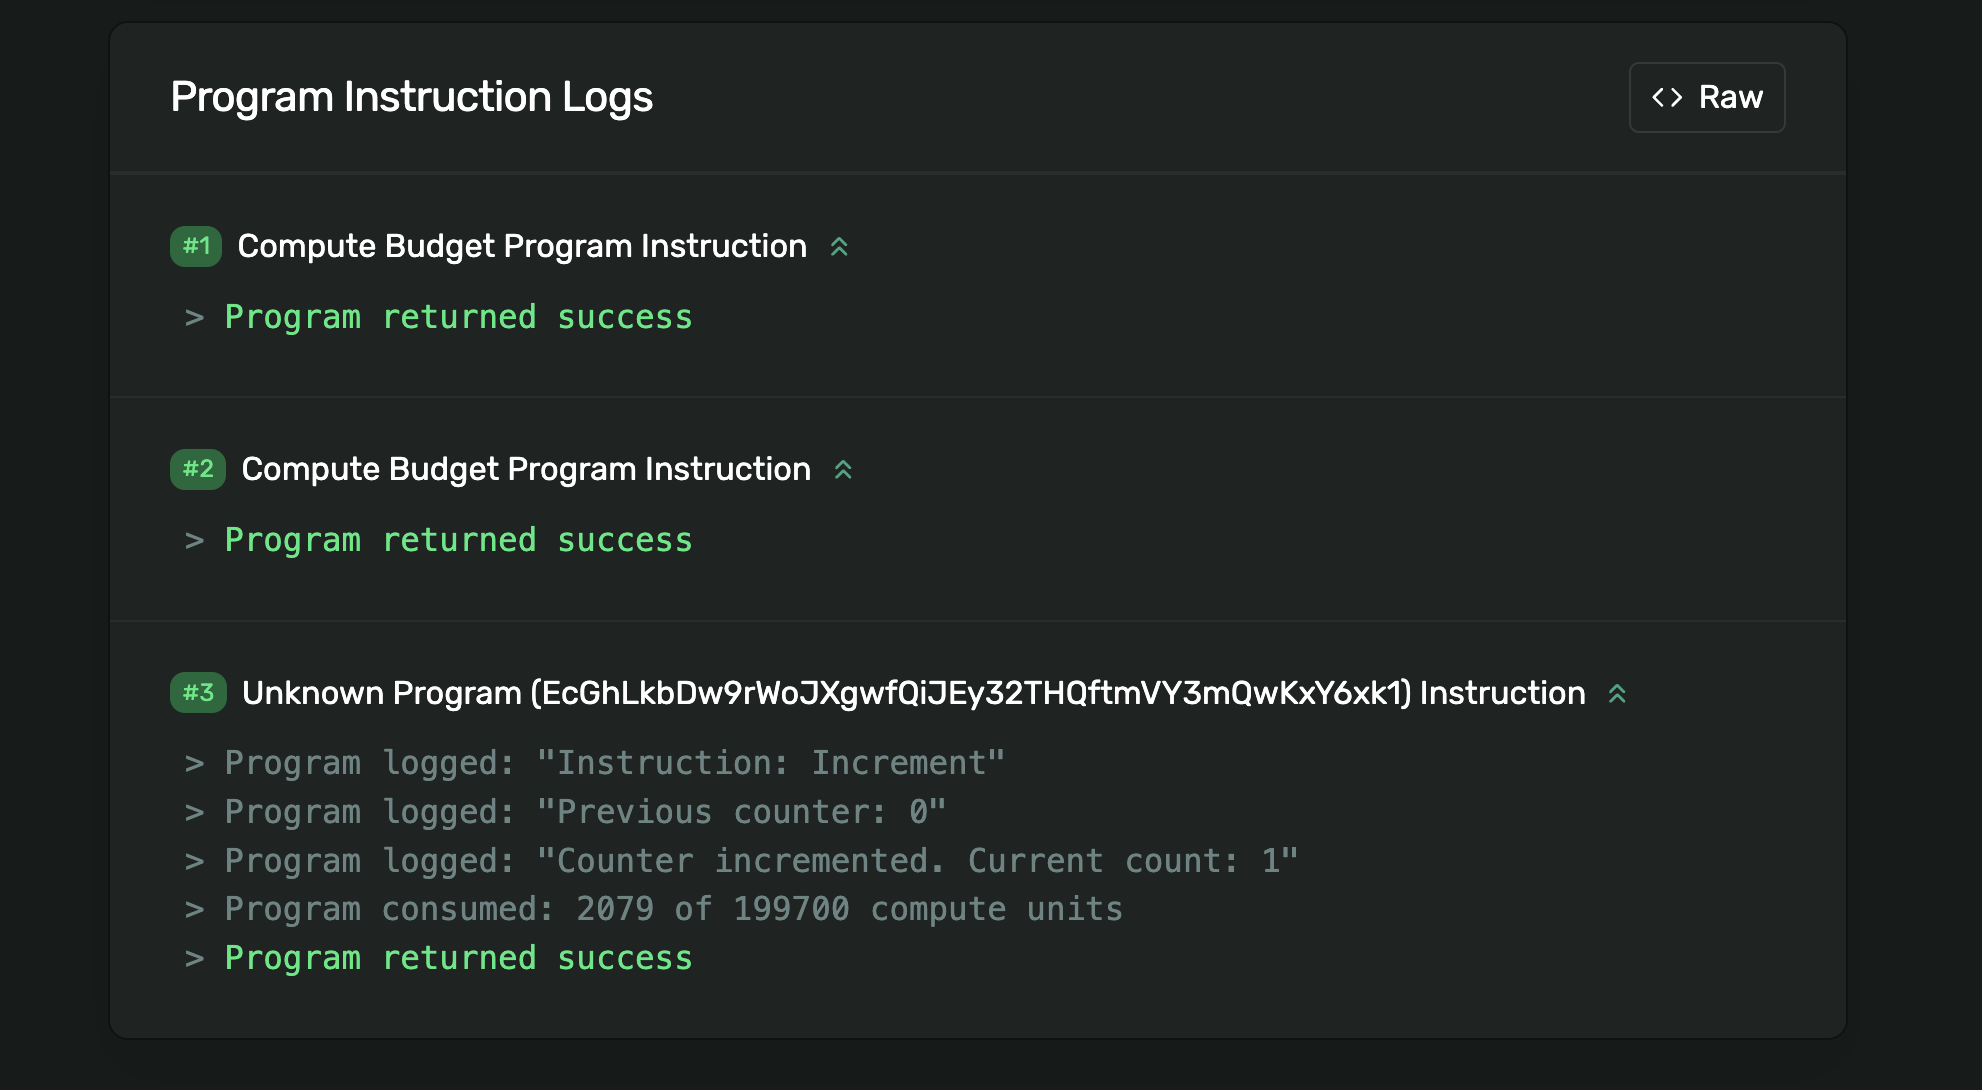 Program Instruction Logs
<> Raw
#1 Compute Budget Program Instruction
> Program returned success
#2 Compute Budget Program Instruction
> Program returned success
#3 Unknown Program (EcGhLkbDw9rWoJXgwfQiJEy32THQftmVY3mQwKxY6xk1) Instruction
> Program logged: "Instruction: Increment"
> Program logged: "Previous counter: 0"
> Program logged: "Counter incremented. Current count: 1"
> Program consumed: 2079 of 199700 compute units
> Program returned success